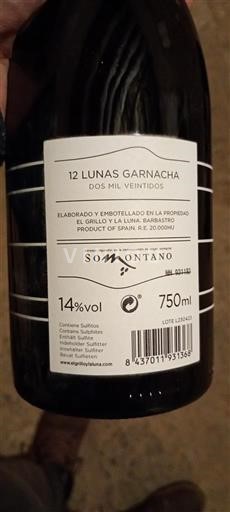 12 LUNAS GARNACHA
DOS MIL VEINTIDOS
ELABORADO Y EMBOTELLADO EN LA PROPIEDAD
EL GRILLO Y LA LUNA. BARBASTRO
PRODUCT OF SPAIN. R.E. 20.000HU
SOMONTANO
14%vol
750ml
Contiene Sulfitos
Contains Sulphites
Enthält Sulfite
Indeholder Sulfitter
Innehåller Sulfiter
Bevat Sulfieten
www.elgrilloylaluna.com
LOTE L230423
8 437011 931368